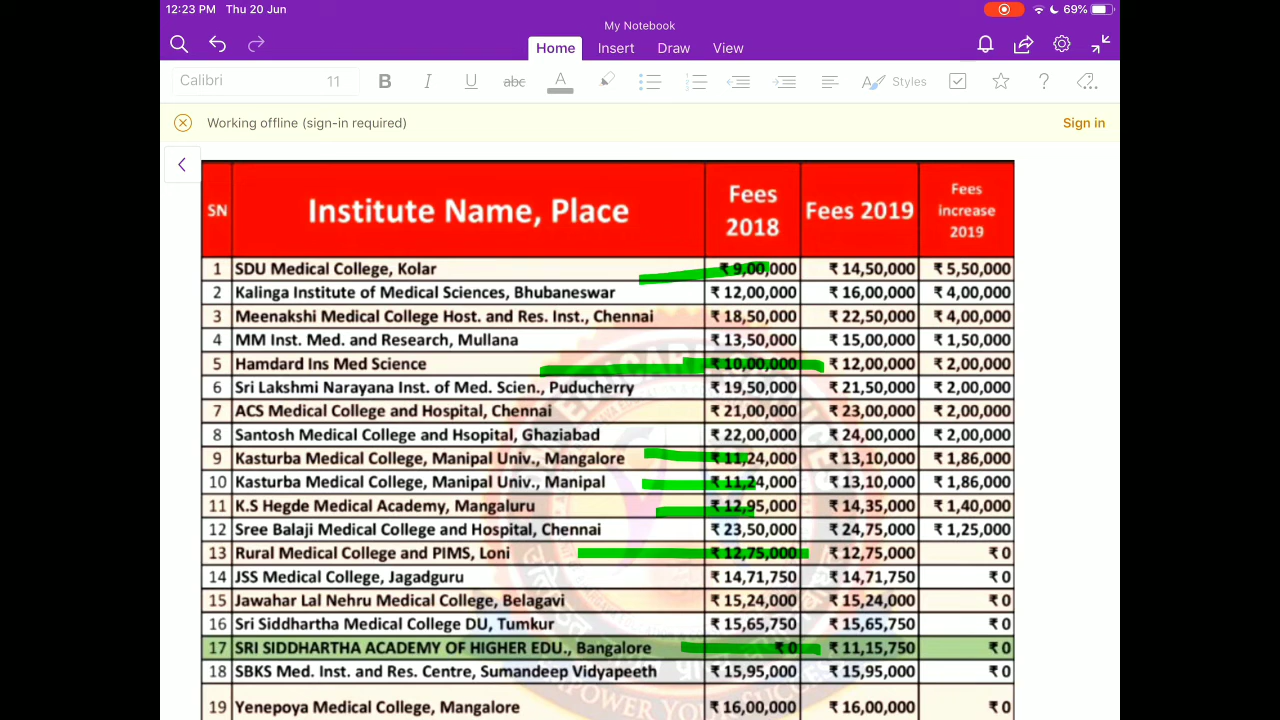 12:23 PM Thu 20 Jun 69%
My Notebook
Home Insert Draw View
Calibri 11 B I U abc A Styles ?
Working offline (sign-in required) Sign in
SN Institute Name, Place Fees 2018 Fees 2019 Fees increase 2019
1 SDU Medical College, Kolar ₹ 9,00,000 ₹ 14,50,000 ₹ 5,50,000
2 Kalinga Institute of Medical Sciences, Bhubaneswar ₹ 12,00,000 ₹ 16,00,000 ₹ 4,00,000
3 Meenakshi Medical College Host. and Res. Inst., Chennai ₹ 18,50,000 ₹ 22,50,000 ₹ 4,00,000
4 MM Inst. Med. and Research, Mullana ₹ 13,50,000 ₹ 15,00,000 ₹ 1,50,000
5 Hamdard Ins Med Science ₹ 10,00,000 ₹ 12,00,000 ₹ 2,00,000
6 Sri Lakshmi Narayana Inst. of Med. Scien., Puducherry ₹ 19,50,000 ₹ 21,50,000 ₹ 2,00,000
7 ACS Medical College and Hospital, Chennai ₹ 21,00,000 ₹ 23,00,000 ₹ 2,00,000
8 Santosh Medical College and Hsopital, Ghaziabad ₹ 22,00,000 ₹ 24,00,000 ₹ 2,00,000
9 Kasturba Medical College, Manipal Univ., Mangalore ₹ 11,24,000 ₹ 13,10,000 ₹ 1,86,000
10 Kasturba Medical College, Manipal Univ., Manipal ₹ 11,24,000 ₹ 13,10,000 ₹ 1,86,000
11 K.S Hegde Medical Academy, Mangaluru ₹ 12,95,000 ₹ 14,35,000 ₹ 1,40,000
12 Sree Balaji Medical College and Hospital, Chennai ₹ 23,50,000 ₹ 24,75,000 ₹ 1,25,000
13 Rural Medical College and PIMS, Loni ₹ 12,75,000 ₹ 12,75,000 ₹ 0
14 JSS Medical College, Jagadguru ₹ 14,71,750 ₹ 14,71,750 ₹ 0
15 Jawahar Lal Nehru Medical College, Belagavi ₹ 15,24,000 ₹ 15,24,000 ₹ 0
16 Sri Siddhartha Medical College DU, Tumkur ₹ 15,65,750 ₹ 15,65,750 ₹ 0
17 SRI SIDDHARTHA ACADEMY OF HIGHER EDU., Bangalore ₹ 0 ₹ 11,15,750 ₹ 0
18 SBKS Med. Inst. and Res. Centre, Sumandeep Vidyapeeth ₹ 15,95,000 ₹ 15,95,000 ₹ 0
19 Yenepoya Medical College, Mangalore ₹ 16,00,000 ₹ 16,00,000 ₹ 0